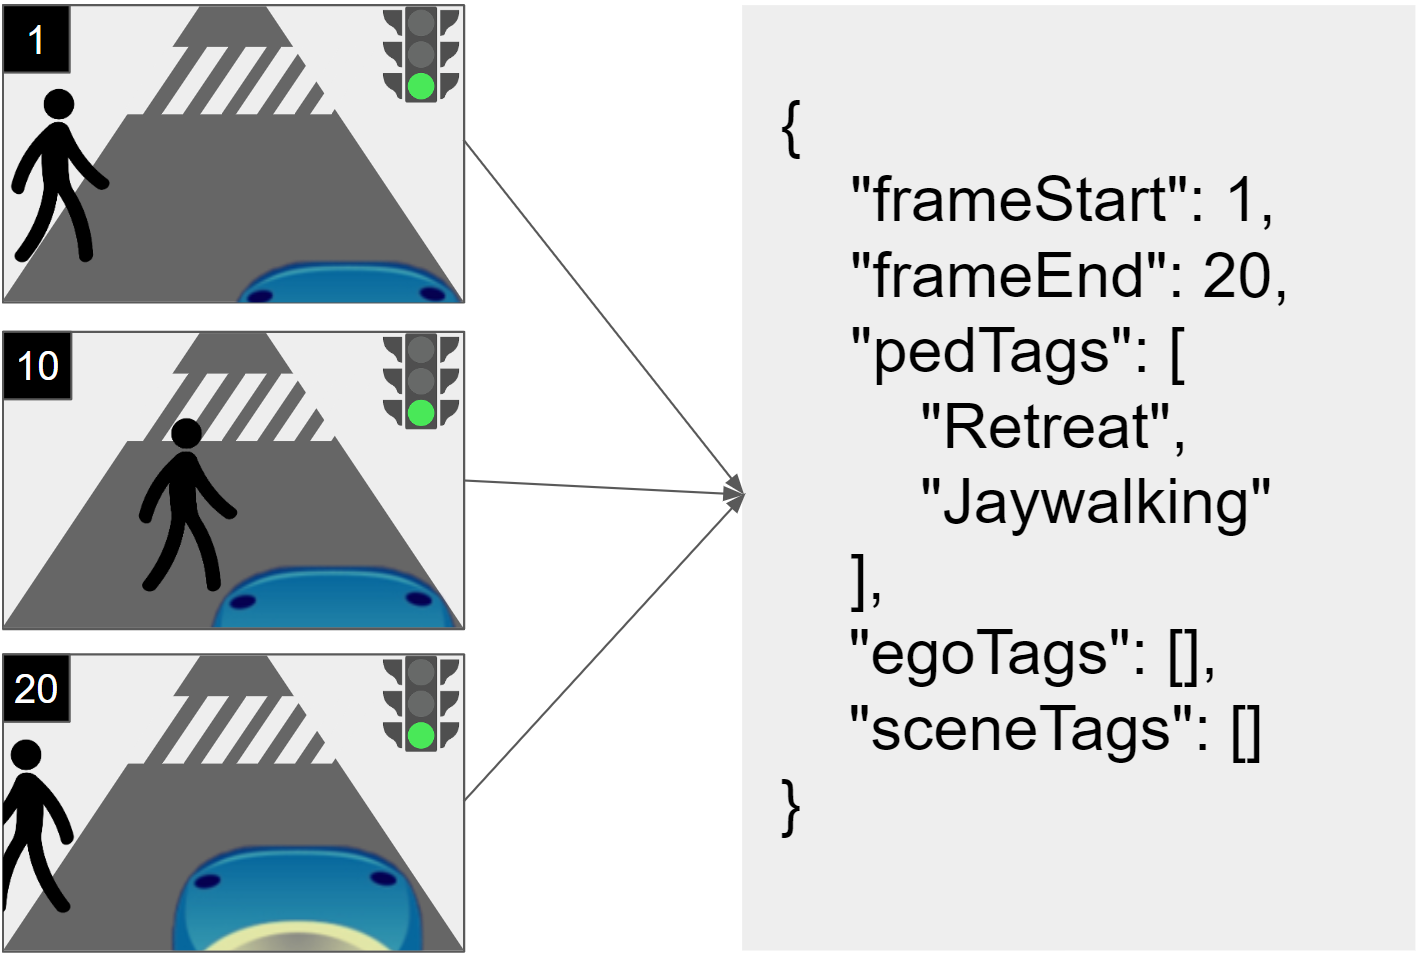 1
10
20
{
"frameStart": 1,
"frameEnd": 20,
"pedTags": [
"Retreat",
"Jaywalking"
],
"egoTags": [],
"sceneTags": []
}